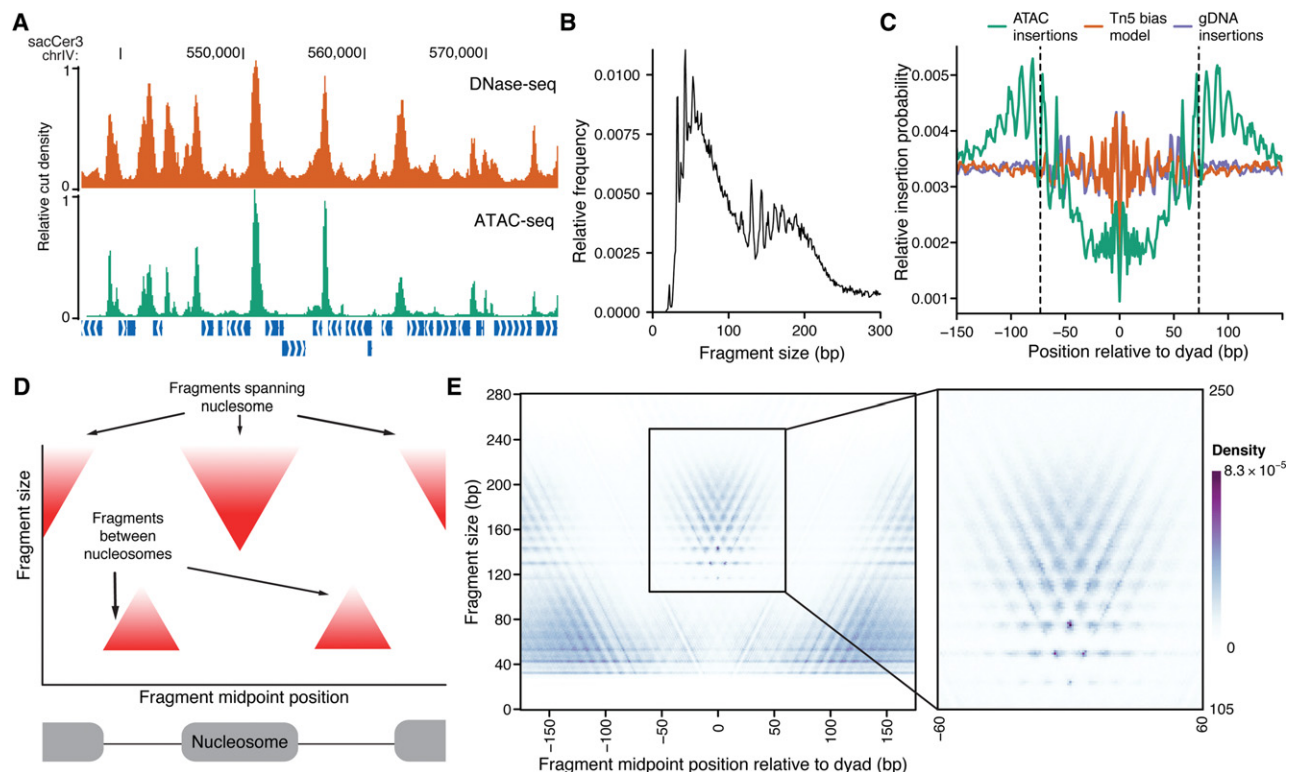 A
sacCer3
chrIV:
550,000
560,000
570,000
1
DNase-seq
0
1
ATAC-seq
0
Relative cut density
B
0.0100
0.0075
0.0050
0.0025
0.0000
Relative frequency
0
100
200
300
Fragment size (bp)
C
ATAC insertions
Tn5 bias model
gDNA insertions
0.005
0.004
0.003
0.002
0.001
Relative insertion probability
−150
−100
−50
0
50
100
Position relative to dyad (bp)
D
Fragments spanning
nuclesome
Fragments
between
nucleosomes
Fragment size
Fragment midpoint position
Nucleosome
E
280
240
200
160
120
80
40
0
Fragment size (bp)
−150
−100
−50
0
50
100
150
Fragment midpoint position relative to dyad (bp)
250
105
−60
60
Density
8.3 × 10⁻⁵
0